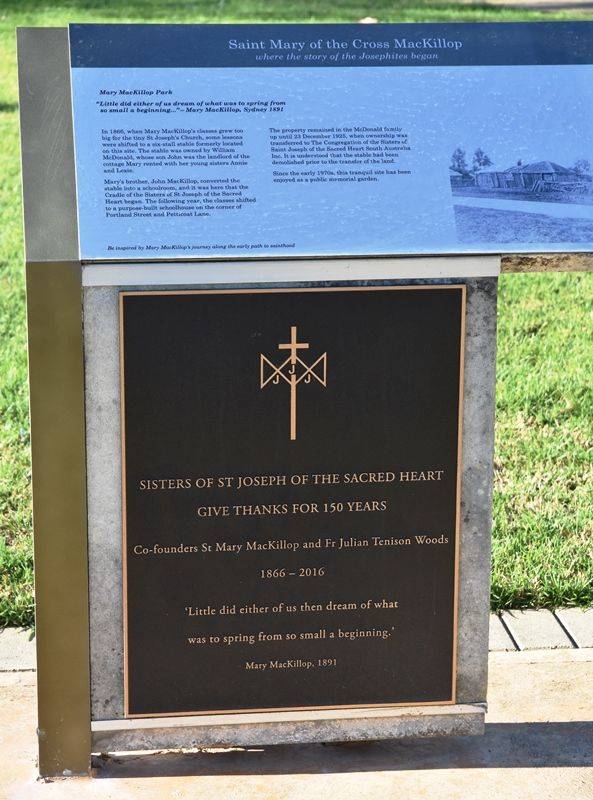 Saint Mary of the Cross MacKillop
where the story of the Josephites began
Mary MacKillop Park
"Little did either of us dream of what was to spring from
so small a beginning..." – Mary MacKillop, Sydney 1891
In 1866, when Mary MacKillop's classes grew too
big for the tiny St Joseph's Church, some lessons
were shifted to a six-stall stable formerly located
on this site. The stable was owned by William
McDonald, whose son John was the landlord of the
cottage Mary rented with her young sisters Annie
and Lexie.
Mary's brother, John MacKillop, converted the
stable into a schoolroom, and it was here that the
Cradle of the Sisters of St Joseph of the Sacred
Heart began. The following year, the classes shifted
to a purpose-built schoolhouse on the corner of
Portland Street and Petticoat Lane.
The property remained in the McDonald family
up until 23 December 1925, when ownership was
transferred to The Congregation of the Sisters of
Saint Joseph of the Sacred Heart South Australia
Inc. It is understood that the stable had been
demolished prior to the transfer of the land.
Since the early 1970s, this tranquil site has been
enjoyed as a public memorial garden.
Be inspired by Mary MacKillop's journey along the early path to sainthood
J J J
SISTERS OF ST JOSEPH OF THE SACRED HEART
GIVE THANKS FOR 150 YEARS
Co-founders St Mary MacKillop and Fr Julian Tenison Woods
1866 – 2016
'Little did either of us then dream of what
was to spring from so small a beginning.'
Mary MacKillop, 1891